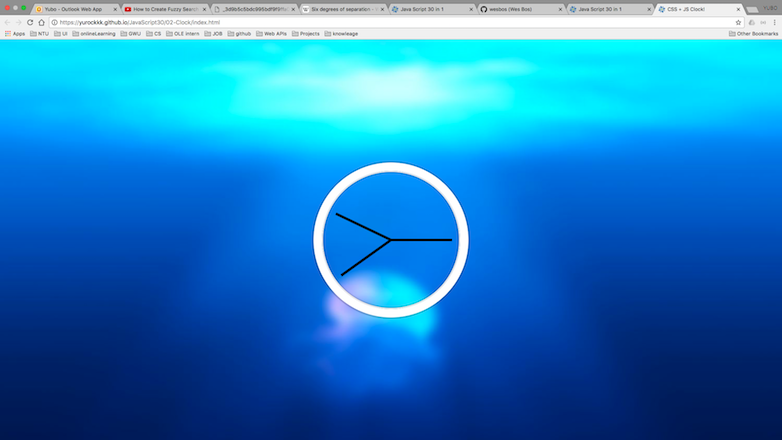 Yubo - Outlook Web App
How to Create Fuzzy Searc
Six degrees of separation -
Java Script 30 in 1
wesbos (Wes Bos)
Java Script 30 in 1
CSS + JS Clock!
YUBO
https://yurockkk.github.io/JavaScript30/02-Clock/index.html
Apps NTU UI onlineLearning GWU CS OLE Intern JOB github Web APIs Projects knowleage Other Bookmarks